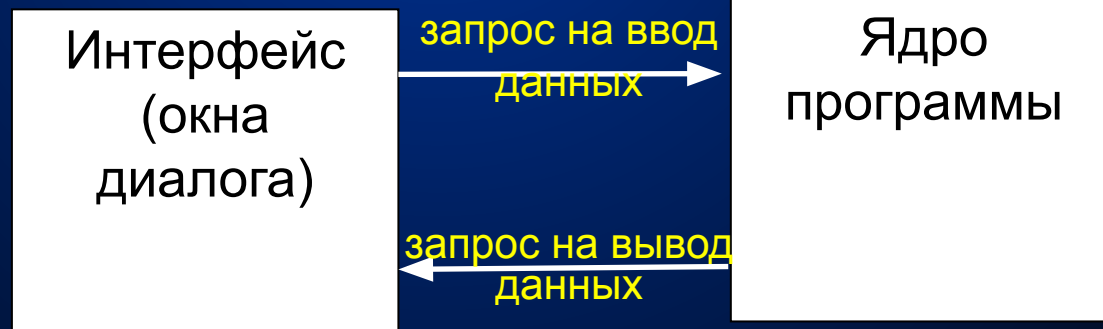 Интерфейс
(окна
диалога)
запрос на ввод
данных
запрос на вывод
данных
Ядро
программы